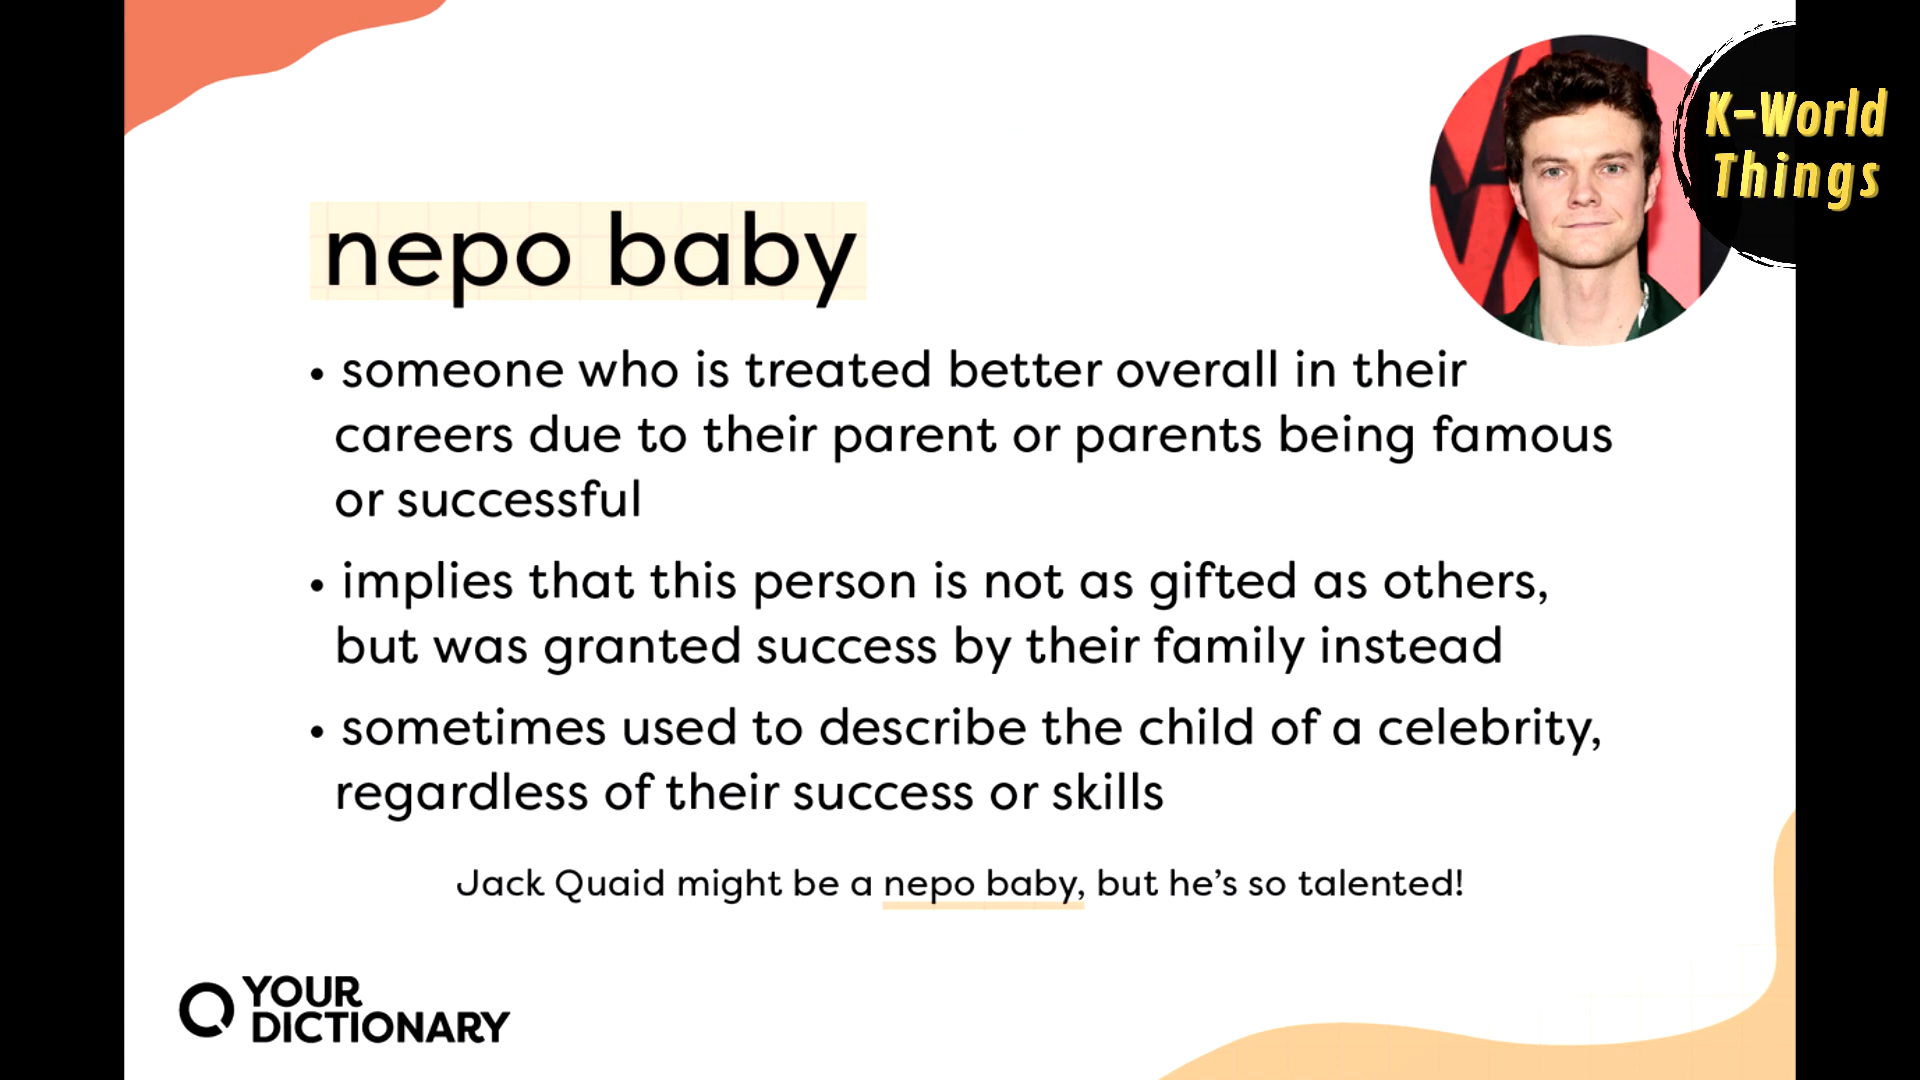 K-World
Things
nepo baby
• someone who is treated better overall in their
careers due to their parent or parents being famous
or successful
• implies that this person is not as gifted as others,
but was granted success by their family instead
• sometimes used to describe the child of a celebrity,
regardless of their success or skills
Jack Quaid might be a nepo baby, but he's so talented!
YOUR
DICTIONARY